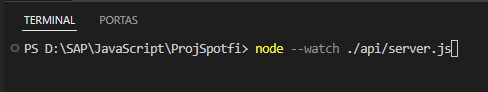 TERMINAL PORTAS
PS D:\SAP\JavaScript\ProjSpotfi> node --watch ./api/server.js